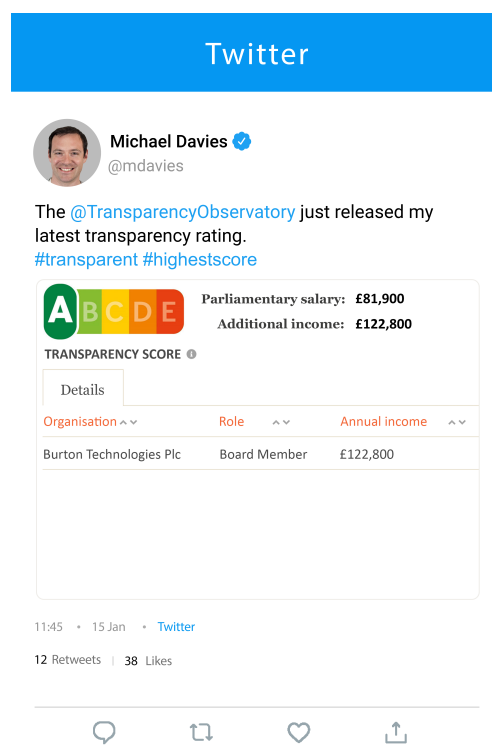 Twitter
Michael Davies
@mdavies
The @TransparencyObservatory just released my
latest transparency rating.
#transparent #highestscore
A B C D E
Parliamentary salary: £81,900
Additional income: £122,800
TRANSPARENCY SCORE
Details
Organisation Role Annual income
Burton Technologies Plc Board Member £122,800
11:45 • 15 Jan • Twitter
12 Retweets | 38 Likes